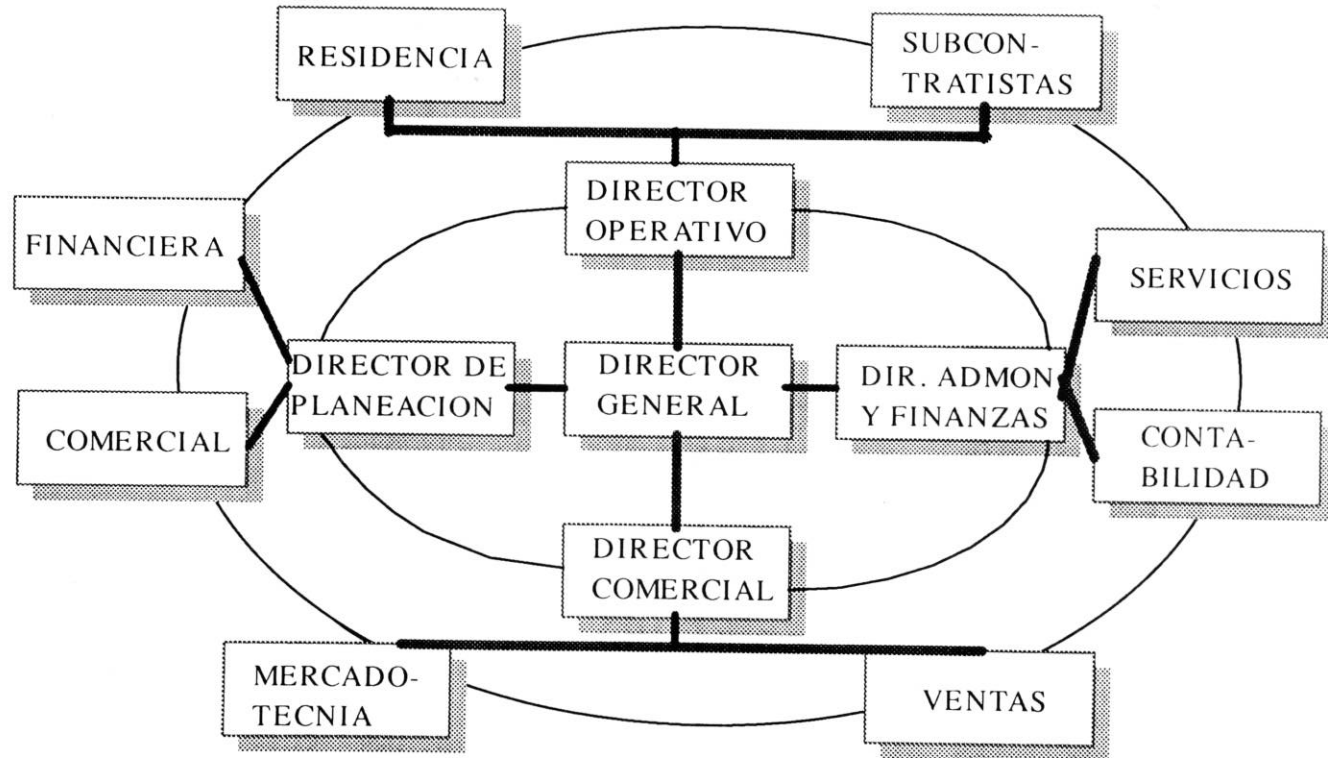 RESIDENCIA
SUBCON-
TRATISTAS
DIRECTOR
OPERATIVO
FINANCIERA
SERVICIOS
DIRECTOR DE
PLANEACION
DIRECTOR
GENERAL
DIR. ADMON
Y FINANZAS
COMERCIAL
CONTA-
BILIDAD
DIRECTOR
COMERCIAL
MERCADO-
TECNIA
VENTAS